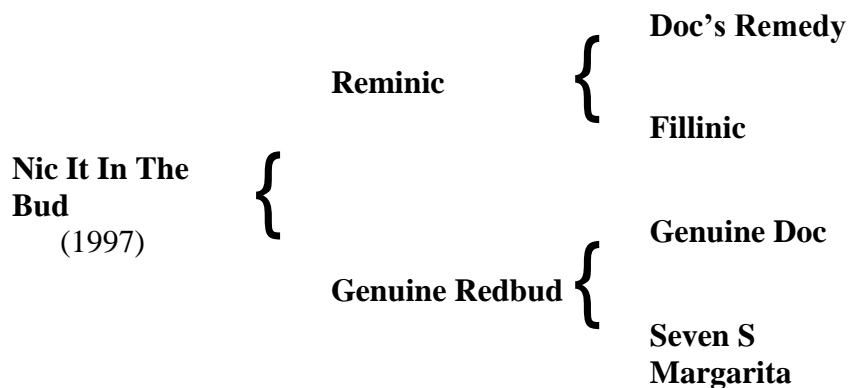 Doc’s Remedy
Reminic
Fillinic
Nic It In The
Bud
(1997)
Genuine Doc
Genuine Redbud
Seven S
Margarita